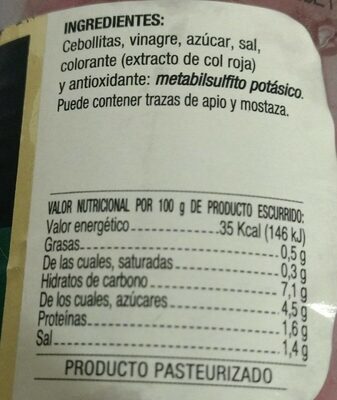 INGREDIENTES:
Cebollitas, vinagre, azúcar, sal,
colorante (extracto de col roja)
y antioxidante: metabilsulfito potásico.
Puede contener trazas de apio y mostaza.
VALOR NUTRICIONAL POR 100 g DE PRODUCTO ESCURRIDO:
Valor energético 35 Kcal (146 kJ)
Grasas 0,5 g
De las cuales, saturadas 0,3 g
Hidratos de carbono 7,1 g
De los cuales, azúcares 4,5 g
Proteínas 1,6 g
Sal 1,4 g
PRODUCTO PASTEURIZADO